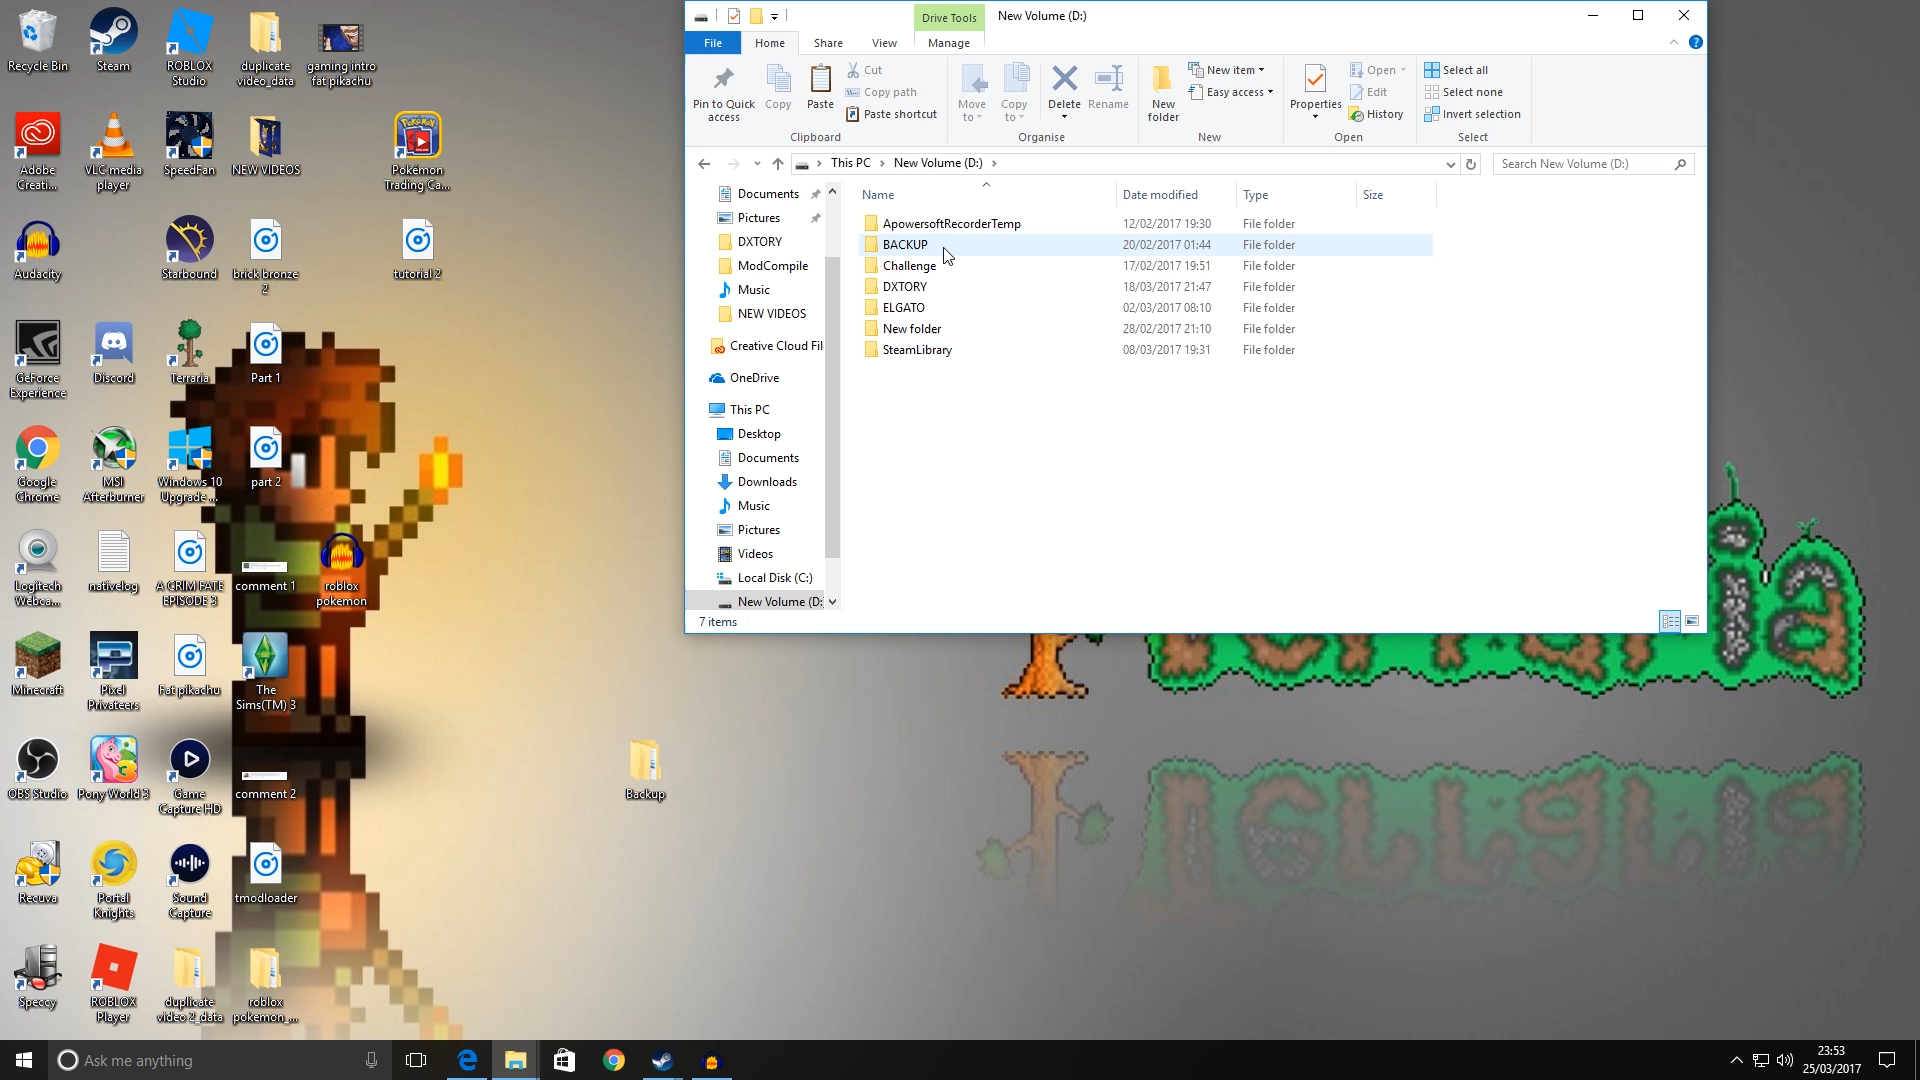 Recycle Bin
Steam
ROBLOX
Studio
duplicate
video_data
gaming intro
fat pikachu
Adobe
Creati...
VLC media
player
SpeedFan
NEW VIDEOS
Pokémon
Trading Ca...
Audacity
Starbound
brick bronze
2
tutorial 2
GeForce
Experience
Discord
Terraria
Part 1
Google
Chrome
MSI
Afterburner
Windows 10
Upgrade ...
part 2
Logitech
Webca...
nativelog
A GRIM FATE
EPISODE 3
comment 1
roblox
pokemon
Minecraft
Pixel
Privateers
Fat pikachu
The
Sims(TM) 3
OBS Studio
Pony World 3
Game
Capture HD
comment 2
Backup
Recuva
Portal
Knights
Sound
Capture
tmodloader
Speccy
ROBLOX
Player
duplicate
video 2_data
roblox
pokemon_...
Drive Tools
New Volume (D:)
File
Home
Share
View
Manage
Pin to Quick
access
Copy
Paste
Cut
Copy path
Paste shortcut
Clipboard
Move
to
Copy
to
Delete
Rename
Organise
New
folder
New item
Easy access
New
Properties
Open
Edit
History
Open
Select all
Select none
Invert selection
Select
This PC > New Volume (D:) >
Search New Volume (D:)
Documents
Pictures
DXTORY
ModCompile
Music
NEW VIDEOS
Creative Cloud Fil
OneDrive
This PC
Desktop
Documents
Downloads
Music
Pictures
Videos
Local Disk (C:)
New Volume (D:
Name Date modified Type Size
ApowersoftRecorderTemp 12/02/2017 19:30 File folder
BACKUP 20/02/2017 01:44 File folder
Challenge 17/02/2017 19:51 File folder
DXTORY 18/03/2017 21:47 File folder
ELGATO 02/03/2017 08:10 File folder
New folder 28/02/2017 21:10 File folder
SteamLibrary 08/03/2017 19:31 File folder
7 items
Ask me anything
23:53
25/03/2017